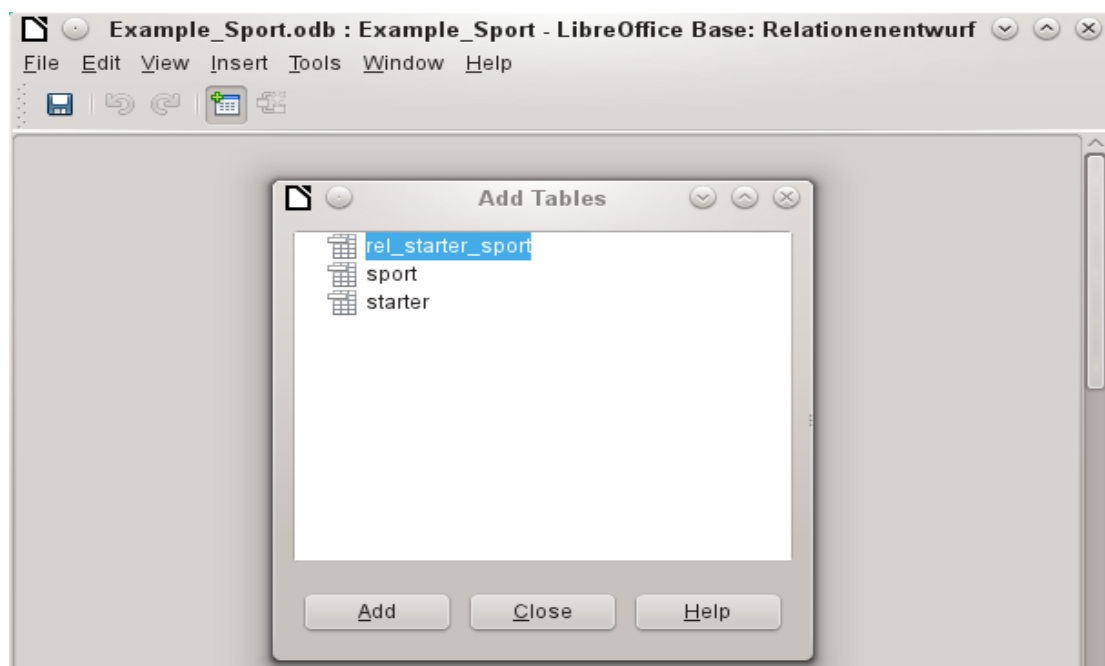 Example_Sport.odb : Example_Sport - LibreOffice Base: Relationenentwurf
File Edit View Insert Tools Window Help
Add Tables
rel_starter_sport
sport
starter
Add Close Help